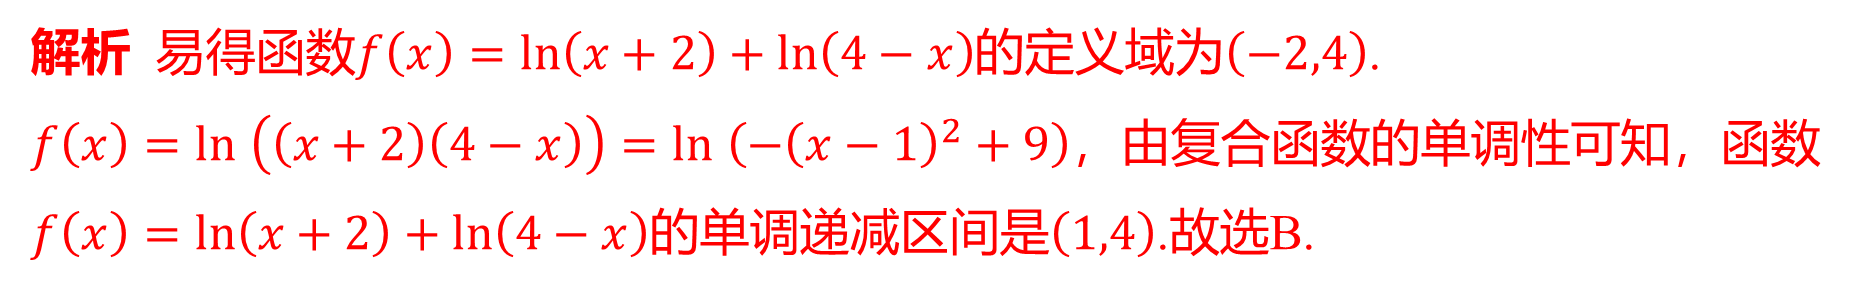 解析 易得函数f(x) = ln(x + 2) + ln(4 − x)的定义域为(−2,4).
f(x) = ln ((x + 2)(4 − x)) = ln (−(x − 1)² + 9)，由复合函数的单调性可知，函数
f(x) = ln(x + 2) + ln(4 − x)的单调递减区间是(1,4).故选B.